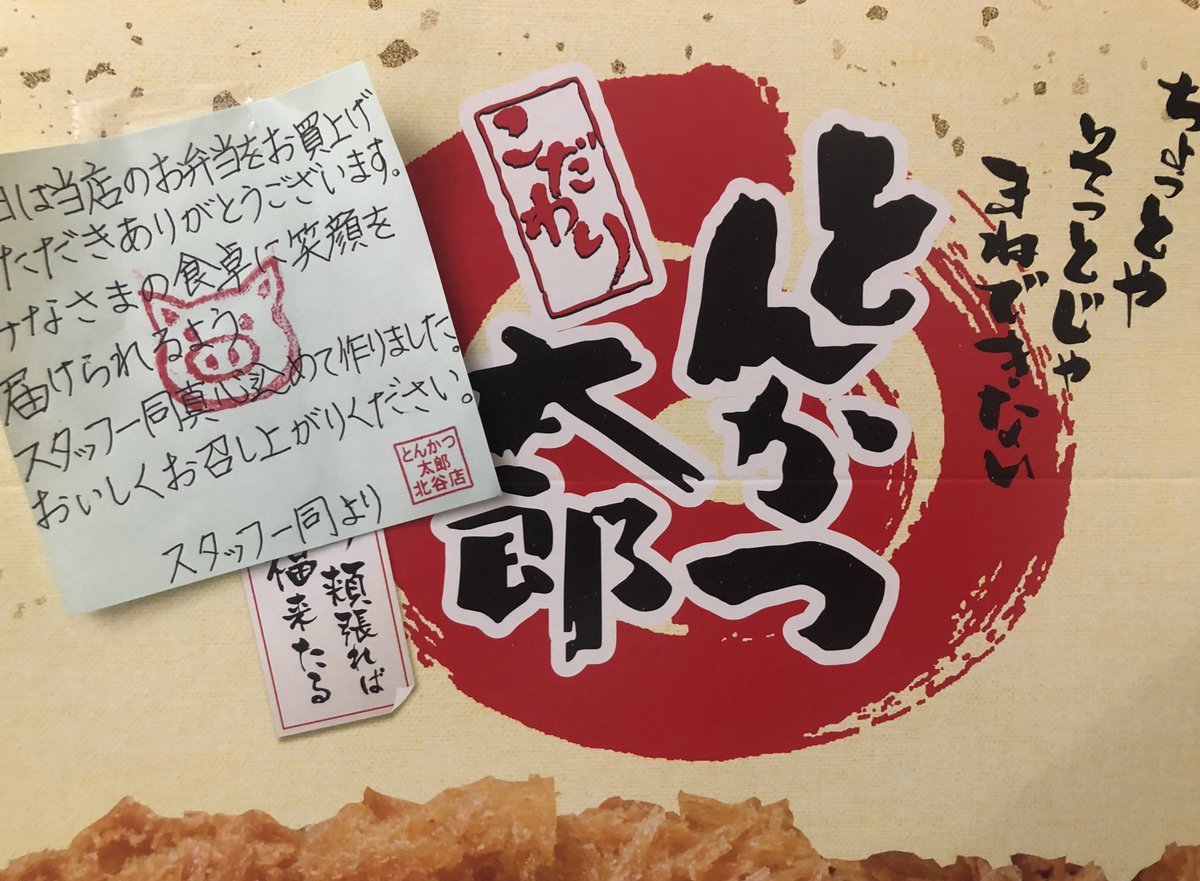 日は当店のお弁当をお買上げ
ただきありがとうございます。
なさまの食卓に笑顔を
届けられるよう
スタッフ一同真心込めて作りました。
おいしくお召し上がりください。
スタッフ一同より
とんかつ
太郎
北谷店
こだわり
とんかつ
太郎
ちょっとや
そっとじゃ
まねできない
頬張れば
福来たる